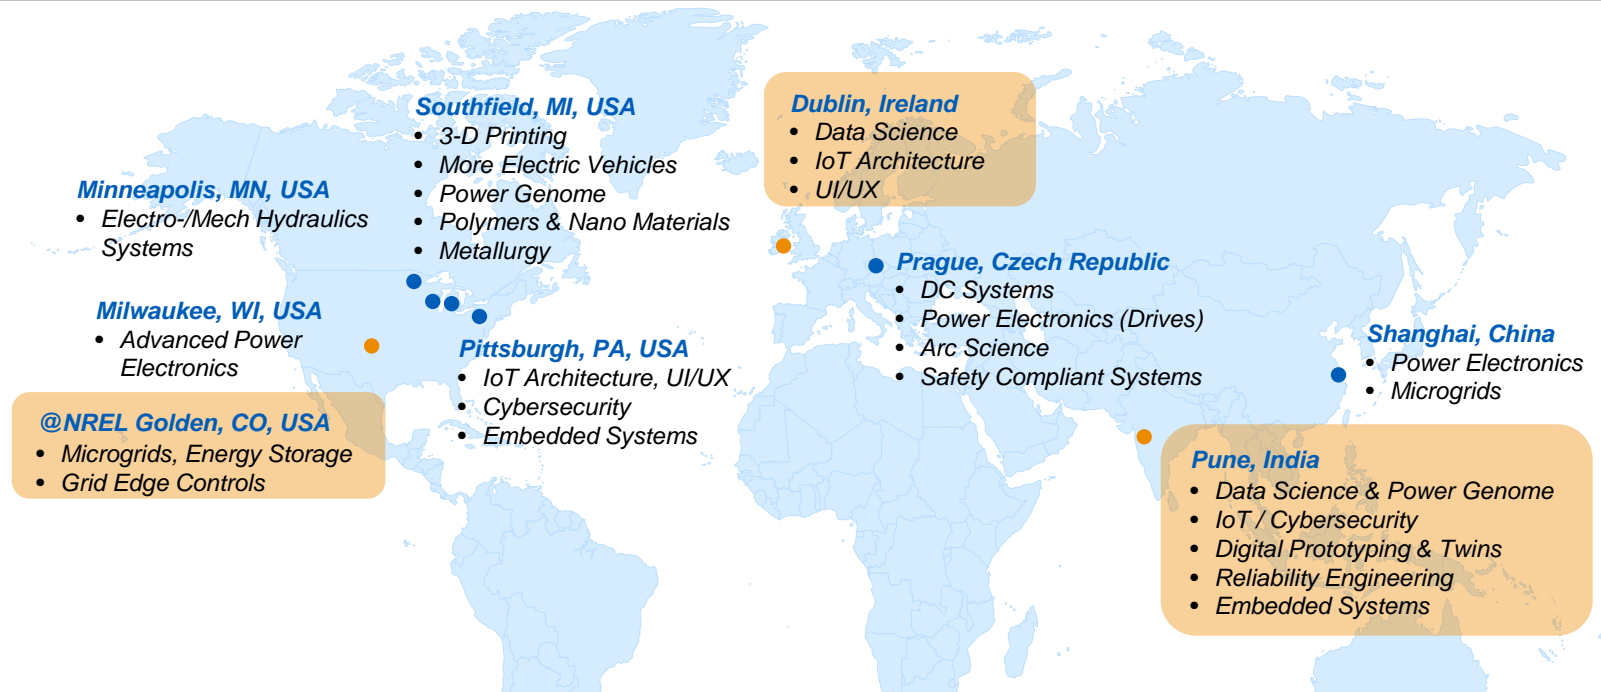 Southfield, MI, USA
• 3-D Printing
• More Electric Vehicles
• Power Genome
• Polymers & Nano Materials
• Metallurgy
Minneapolis, MN, USA
• Electro-/Mech Hydraulics
Systems
Milwaukee, WI, USA
• Advanced Power
Electronics
@NREL Golden, CO, USA
• Microgrids, Energy Storage
• Grid Edge Controls
Pittsburgh, PA, USA
• IoT Architecture, UI/UX
• Cybersecurity
• Embedded Systems
Dublin, Ireland
• Data Science
• IoT Architecture
• UI/UX
Prague, Czech Republic
• DC Systems
• Power Electronics (Drives)
• Arc Science
• Safety Compliant Systems
Shanghai, China
• Power Electronics
• Microgrids
Pune, India
• Data Science & Power Genome
• IoT / Cybersecurity
• Digital Prototyping & Twins
• Reliability Engineering
• Embedded Systems